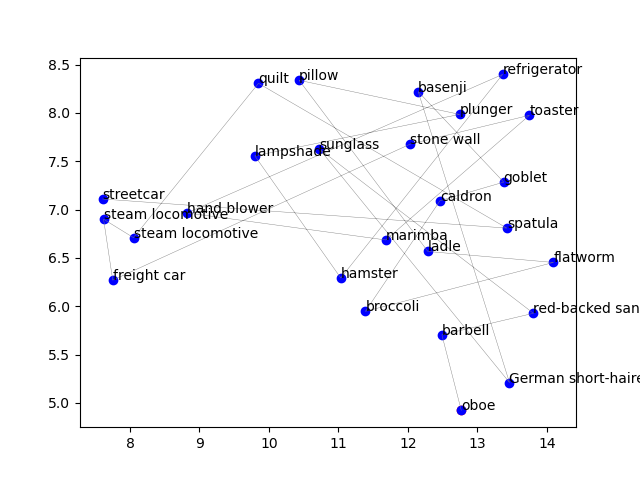 8.5
8.0
7.5
7.0
6.5
6.0
5.5
5.0
8
9
10
11
12
13
14
refrigerator
pillow
quilt
basenji
plunger
toaster
stone wall
sunglass
lampshade
goblet
streetcar
caldron
hand blower
steam locomotive
spatula
steam locomotive
marimba
ladle
flatworm
freight car
hamster
broccoli
red-backed san
barbell
German short-haire
oboe